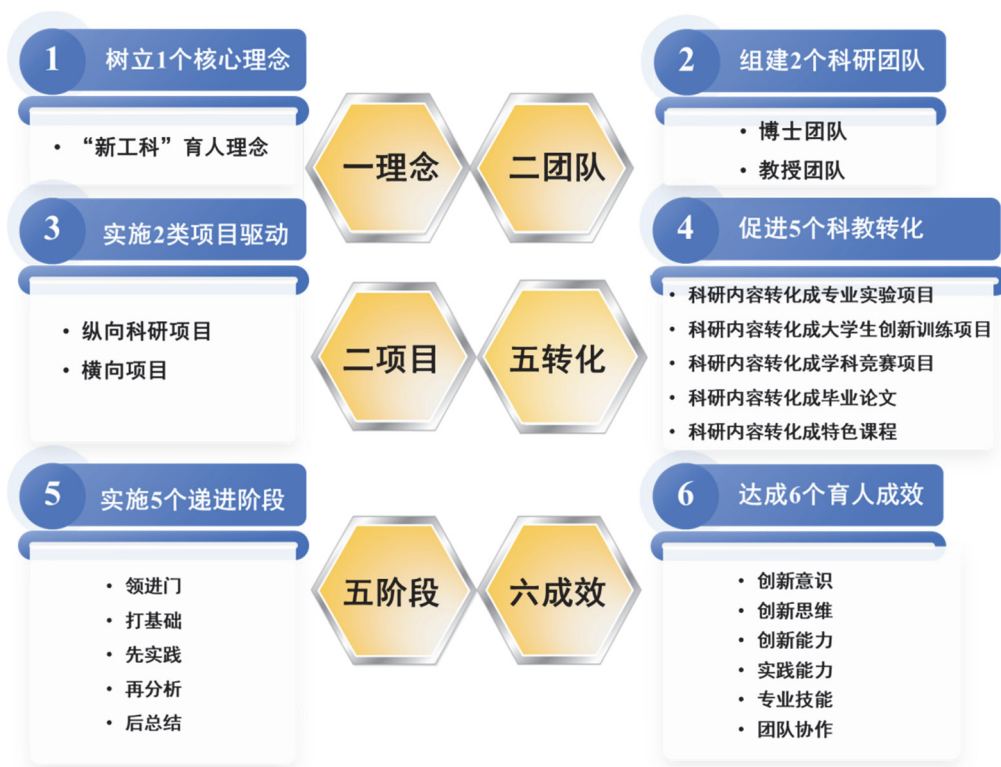 1 树立1个核心理念
• “新工科”育人理念
2 组建2个科研团队
• 博士团队
• 教授团队
一理念
二团队
3 实施2类项目驱动
• 纵向科研项目
• 横向项目
4 促进5个科教转化
• 科研内容转化成专业实验项目
• 科研内容转化成大学生创新训练项目
• 科研内容转化成学科竞赛项目
• 科研内容转化成毕业论文
• 科研内容转化成特色课程
二项目
五转化
5 实施5个递进阶段
• 领进门
• 打基础
• 先实践
• 再分析
• 后总结
6 达成6个育人成效
• 创新意识
• 创新思维
• 创新能力
• 实践能力
• 专业技能
• 团队协作
五阶段
六成效